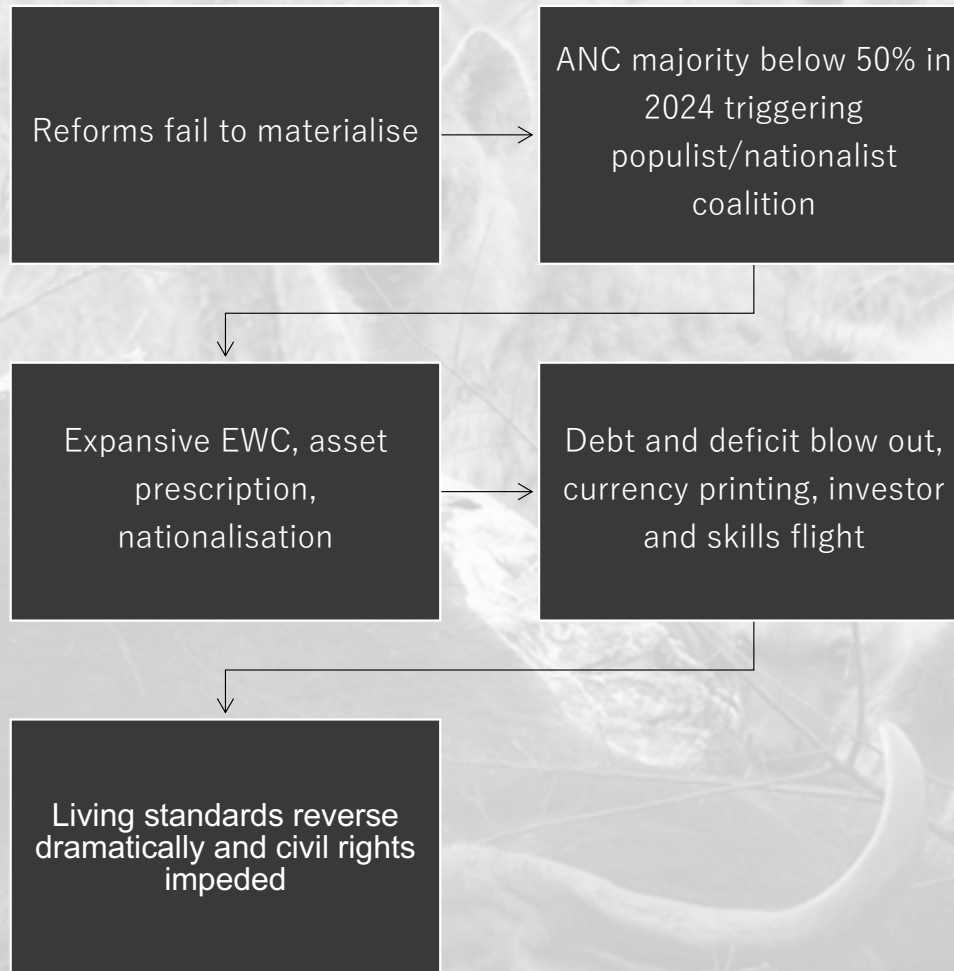 Reforms fail to materialise
ANC majority below 50% in
2024 triggering
populist/nationalist
coalition
Expansive EWC, asset
prescription,
nationalisation
Debt and deficit blow out,
currency printing, investor
and skills flight
Living standards reverse
dramatically and civil rights
impeded